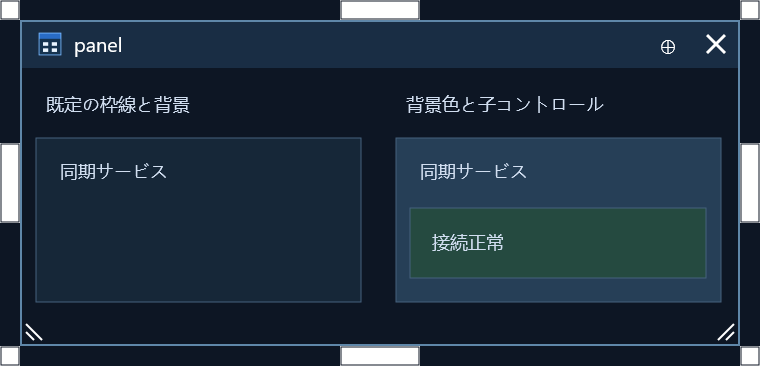 panel
既定の枠線と背景
背景色と子コントロール
同期サービス
同期サービス
接続正常